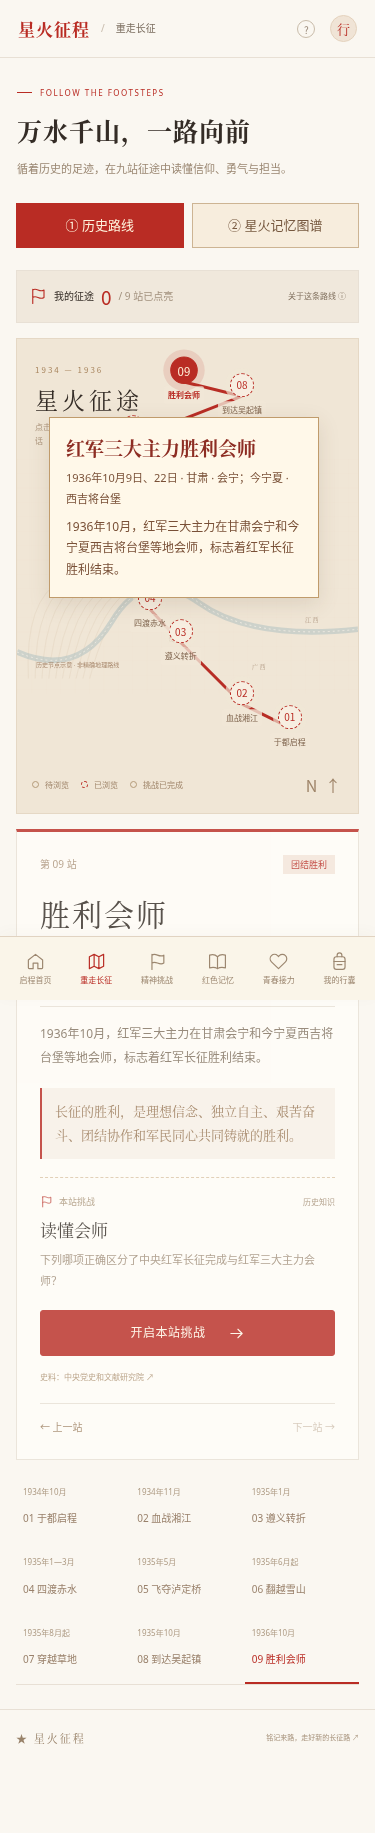 星火征程 / 重走长征 ? 行
FOLLOW THE FOOTSTEPS
万水千山，一路向前
循着历史的足迹，在九站征途中读懂信仰、勇气与担当。
① 历史路线 ② 星火记忆图谱
我的征途 0 / 9 站已点亮 关于这条路线 ⓘ
1934 — 1936
星火征途
点击
话
09
胜利会师
08
到达吴起镇
红军三大主力胜利会师
1936年10月9日、22日 · 甘肃 · 会宁；今宁夏 ·
西吉将台堡
1936年10月，红军三大主力在甘肃会宁和今
宁夏西吉将台堡等地会师，标志着红军长征
胜利结束。
04
四渡赤水
江西
03
遵义转折
历史节点示意 · 非精确地理路线
广西
02
血战湘江
01
于都启程
待浏览 已浏览 挑战已完成 N ↑
第 09 站 团结胜利
胜利会师
启程首页 重走长征 精神挑战 红色记忆 青春接力 我的行囊
1936年10月，红军三大主力在甘肃会宁和今宁夏西吉将
台堡等地会师，标志着红军长征胜利结束。
长征的胜利，是理想信念、独立自主、艰苦奋
斗、团结协作和军民同心共同铸就的胜利。
本站挑战 历史知识
读懂会师
下列哪项正确区分了中央红军长征完成与红军三大主力会
师？
开启本站挑战 →
史料：中央党史和文献研究院 ↗
← 上一站 下一站 →
1934年10月 1934年11月 1935年1月
01 于都启程 02 血战湘江 03 遵义转折
1935年1—3月 1935年5月 1935年6月起
04 四渡赤水 05 飞夺泸定桥 06 翻越雪山
1935年8月起 1935年10月 1936年10月
07 穿越草地 08 到达吴起镇 09 胜利会师
★ 星火征程 铭记来路，走好新的长征路 ↗